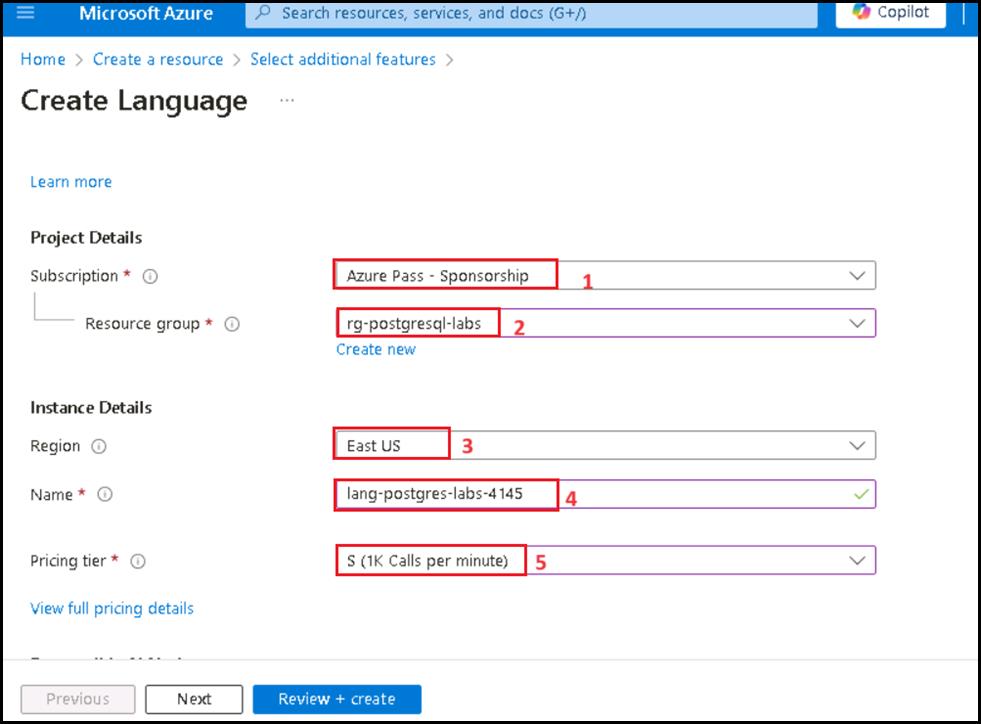 Microsoft Azure
Search resources, services, and docs (G+/)
Copilot
Home > Create a resource > Select additional features >
Create Language ...
Learn more
Project Details
Subscription *
Azure Pass - Sponsorship
1
Resource group *
rg-postgresql-labs
2
Create new
Instance Details
Region
East US
3
Name *
lang-postgres-labs-4145
4
Pricing tier *
S (1K Calls per minute)
5
View full pricing details
Previous
Next
Review + create